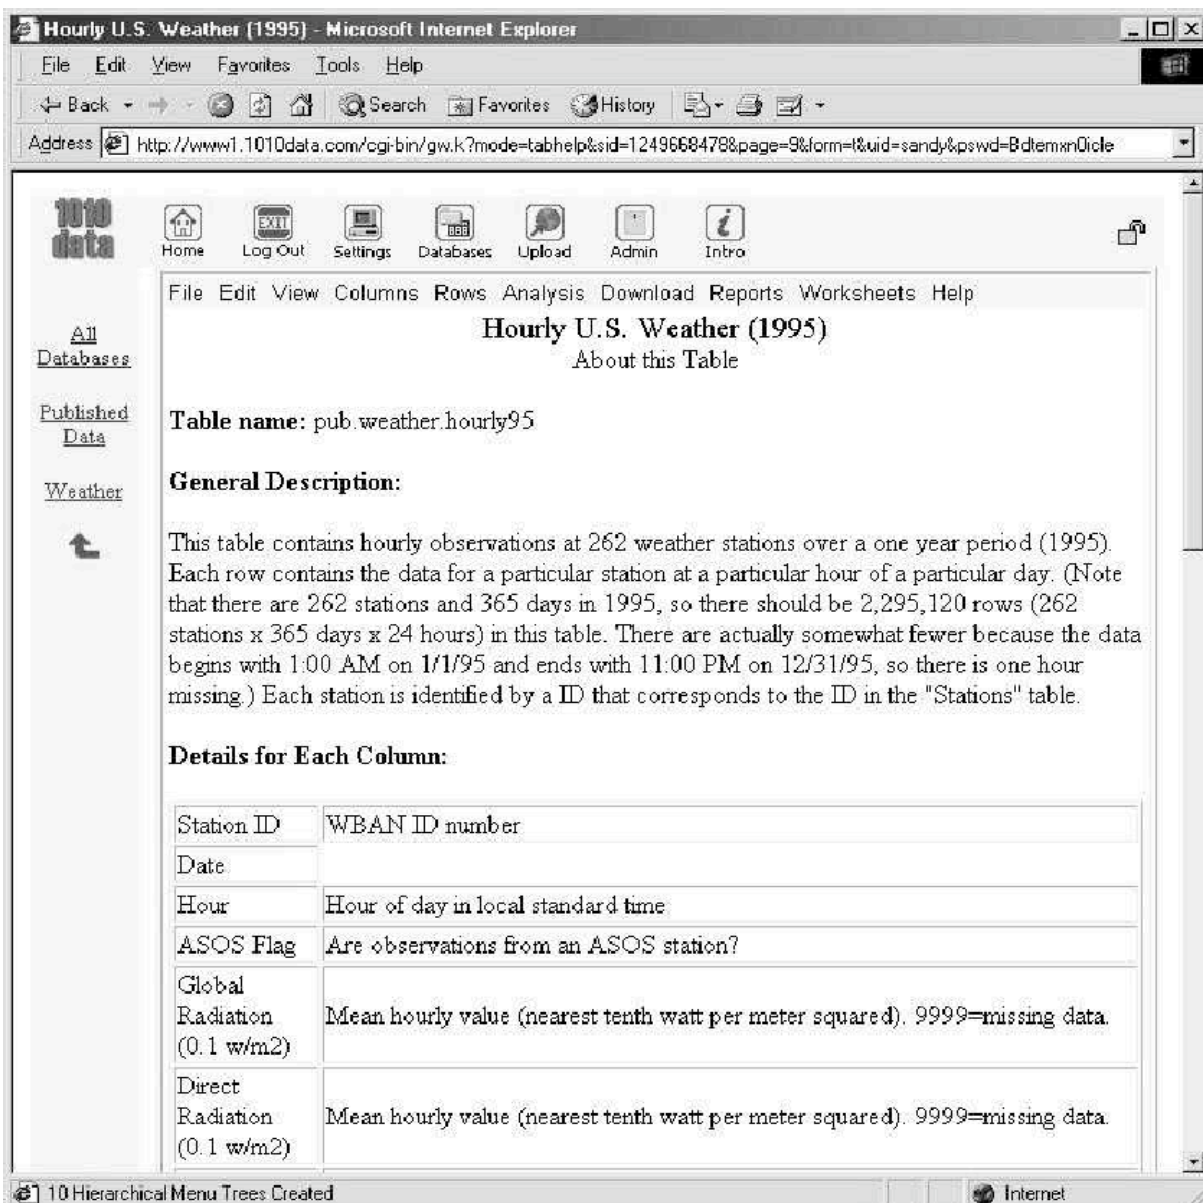 Hourly U.S. Weather (1995) - Microsoft Internet Explorer
File Edit View Favorites Tools Help
Back Search Favorites History
Address http://www1.1010data.com/cgi-bin/gw.k?mode=tabhelp&sid=1249668478&page=9&form=t&uid=sandy&pswd=Bdtemxn0icle
1010
data
Home Log Out Settings Databases Upload Admin Intro
EXIT
File Edit View Columns Rows Analysis Download Reports Worksheets Help
All
Databases
Published
Data
Weather
Hourly U.S. Weather (1995)
About this Table
Table name: pub.weather.hourly95
General Description:
This table contains hourly observations at 262 weather stations over a one year period (1995).
Each row contains the data for a particular station at a particular hour of a particular day. (Note
that there are 262 stations and 365 days in 1995, so there should be 2,295,120 rows (262
stations x 365 days x 24 hours) in this table. There are actually somewhat fewer because the data
begins with 1:00 AM on 1/1/95 and ends with 11:00 PM on 12/31/95, so there is one hour
missing.) Each station is identified by a ID that corresponds to the ID in the "Stations" table.
Details for Each Column:
Station ID WBAN ID number
Date
Hour Hour of day in local standard time
ASOS Flag Are observations from an ASOS station?
Global
Radiation
(0.1 w/m2)
Mean hourly value (nearest tenth watt per meter squared). 9999=missing data.
Direct
Radiation
(0.1 w/m2)
Mean hourly value (nearest tenth watt per meter squared). 9999=missing data.
10 Hierarchical Menu Trees Created
Internet